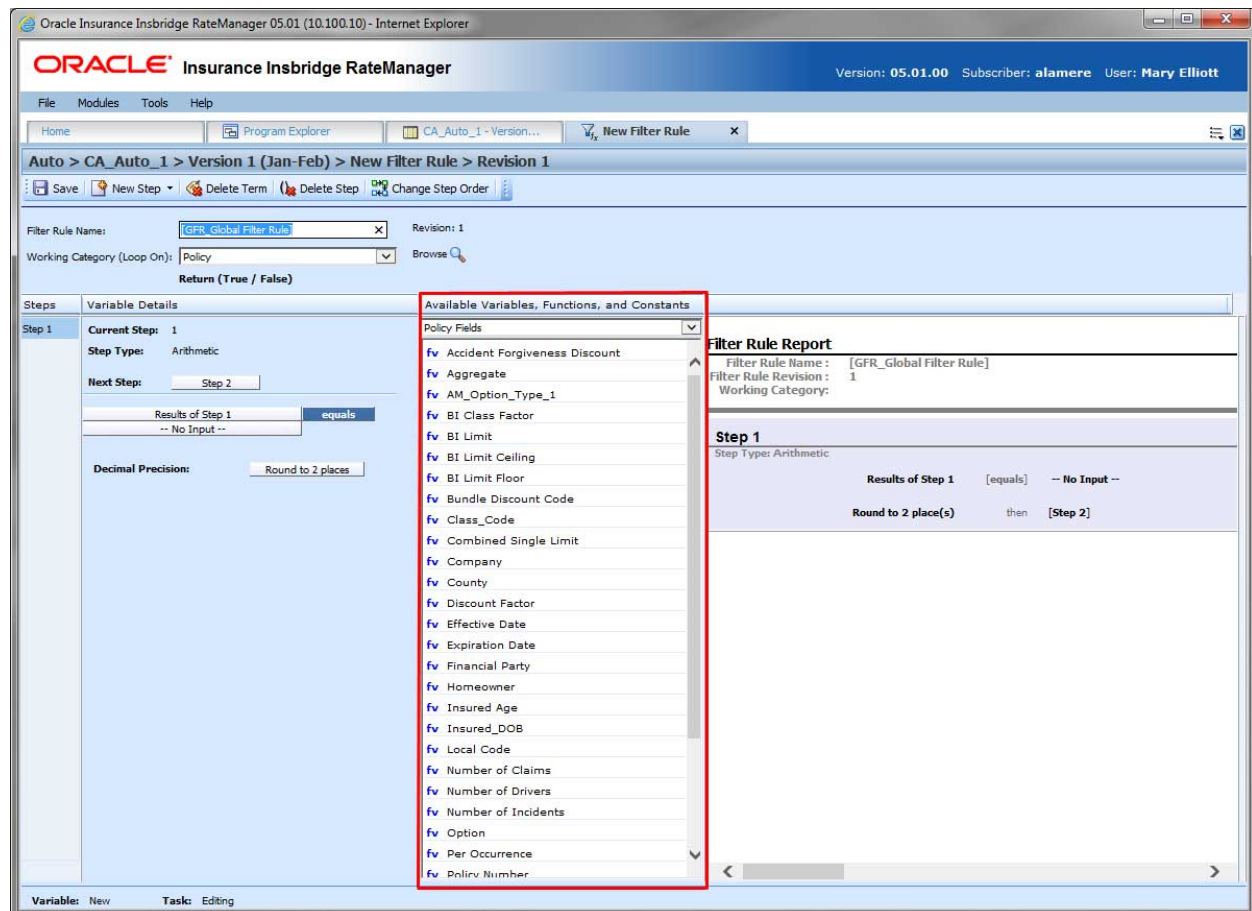 Oracle Insurance Insbridge RateManager 05.01 (10.100.10) - Internet Explorer
ORACLE Insurance Insbridge RateManager
Version: 05.01.00 Subscriber: alamere User: Mary Elliott
File Modules Tools Help
Home Program Explorer CA_Auto_1 - Version... New Filter Rule x
Auto > CA_Auto_1 > Version 1 (Jan-Feb) > New Filter Rule > Revision 1
Save New Step Delete Term Delete Step Change Step Order
Filter Rule Name: [GFR_Global Filter Rule] x Revision: 1
Working Category (Loop On): Policy Browse
Return (True / False)
Steps Variable Details Available Variables, Functions, and Constants
Step 1
Current Step: 1
Step Type: Arithmetic
Next Step: Step 2
Results of Step 1 equals
-- No Input --
Decimal Precision: Round to 2 places
Policy Fields
fv Accident Forgiveness Discount
fv Aggregate
fv AM_Option_Type_1
fv BI Class Factor
fv BI Limit
fv BI Limit Ceiling
fv BI Limit Floor
fv Bundle Discount Code
fv Class_Code
fv Combined Single Limit
fv Company
fv County
fv Discount Factor
fv Effective Date
fv Expiration Date
fv Financial Party
fv Homeowner
fv Insured Age
fv Insured_DOB
fv Local Code
fv Number of Claims
fv Number of Drivers
fv Number of Incidents
fv Option
fv Per Occurrence
fv Policy Number
Filter Rule Report
Filter Rule Name : [GFR_Global Filter Rule]
Filter Rule Revision : 1
Working Category:
Step 1
Step Type: Arithmetic
Results of Step 1 [equals] -- No Input --
Round to 2 place(s) then [Step 2]
Variable: New Task: Editing